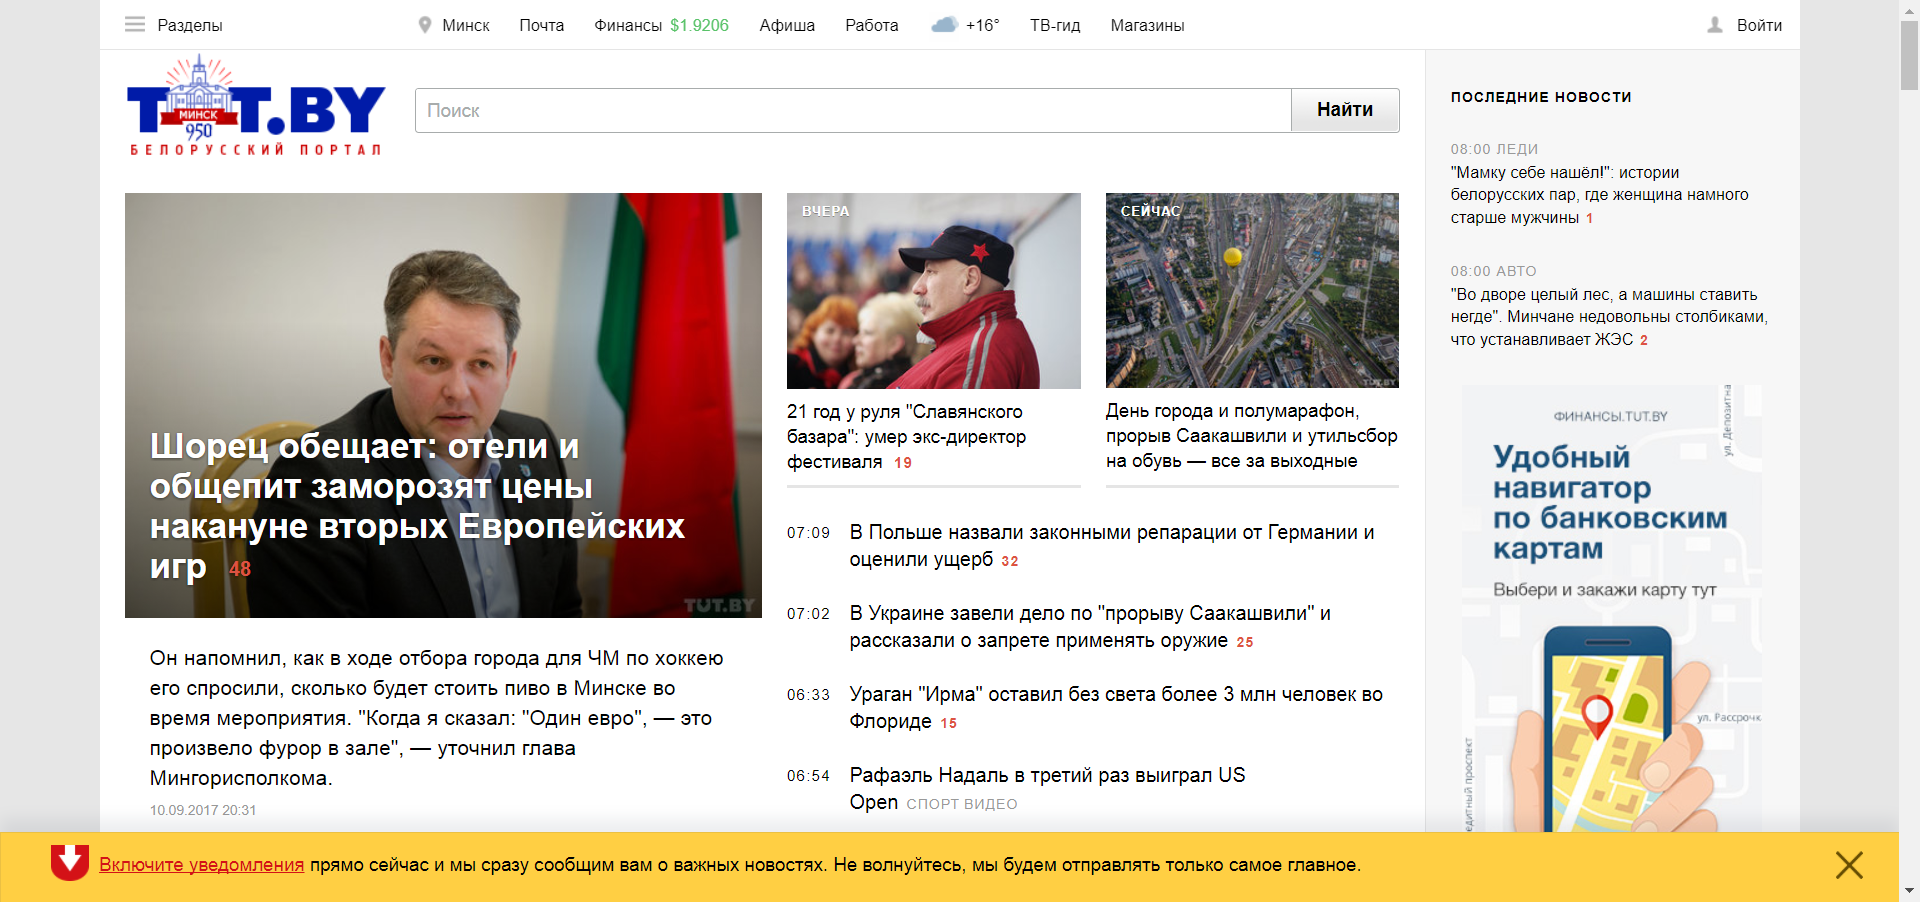 Разделы
Минск
Почта
Финансы $1.9206
Афиша
Работа
+16°
ТВ-гид
Магазины
Войти
TUT.BY
МИНСК
950
БЕЛОРУССКИЙ ПОРТАЛ
Поиск
Найти
Шорец обещает: отели и
общепит заморозят цены
накануне вторых Европейских
игр 48
TUT.BY
Он напомнил, как в ходе отбора города для ЧМ по хоккею
его спросили, сколько будет стоить пиво в Минске во
время мероприятия. "Когда я сказал: "Один евро", — это
произвело фурор в зале", — уточнил глава
Мингорисполкома.
10.09.2017 20:31
ВЧЕРА
21 год у руля "Славянского
базара": умер экс-директор
фестиваля 19
СЕЙЧАС
TUT.BY
День города и полумарафон,
прорыв Саакашвили и утильсбор
на обувь — все за выходные
07:09
В Польше назвали законными репарации от Германии и
оценили ущерб 32
07:02
В Украине завели дело по "прорыву Саакашвили" и
рассказали о запрете применять оружие 25
06:33
Ураган "Ирма" оставил без света более 3 млн человек во
Флориде 15
06:54
Рафаэль Надаль в третий раз выиграл US
Open СПОРТ ВИДЕО
ПОСЛЕДНИЕ НОВОСТИ
08:00 ЛЕДИ
"Мамку себе нашёл!": истории
белорусских пар, где женщина намного
старше мужчины 1
08:00 АВТО
"Во дворе целый лес, а машины ставить
негде". Минчане недовольны столбиками,
что устанавливает ЖЭС 2
ФИНАНСЫ.TUT.BY
ул. Депозитна
Удобный
навигатор
по банковским
картам
Выбери и закажи карту тут
ул. Рассрочк
едитный проспект
Включите уведомления прямо сейчас и мы сразу сообщим вам о важных новостях. Не волнуйтесь, мы будем отправлять только самое главное.